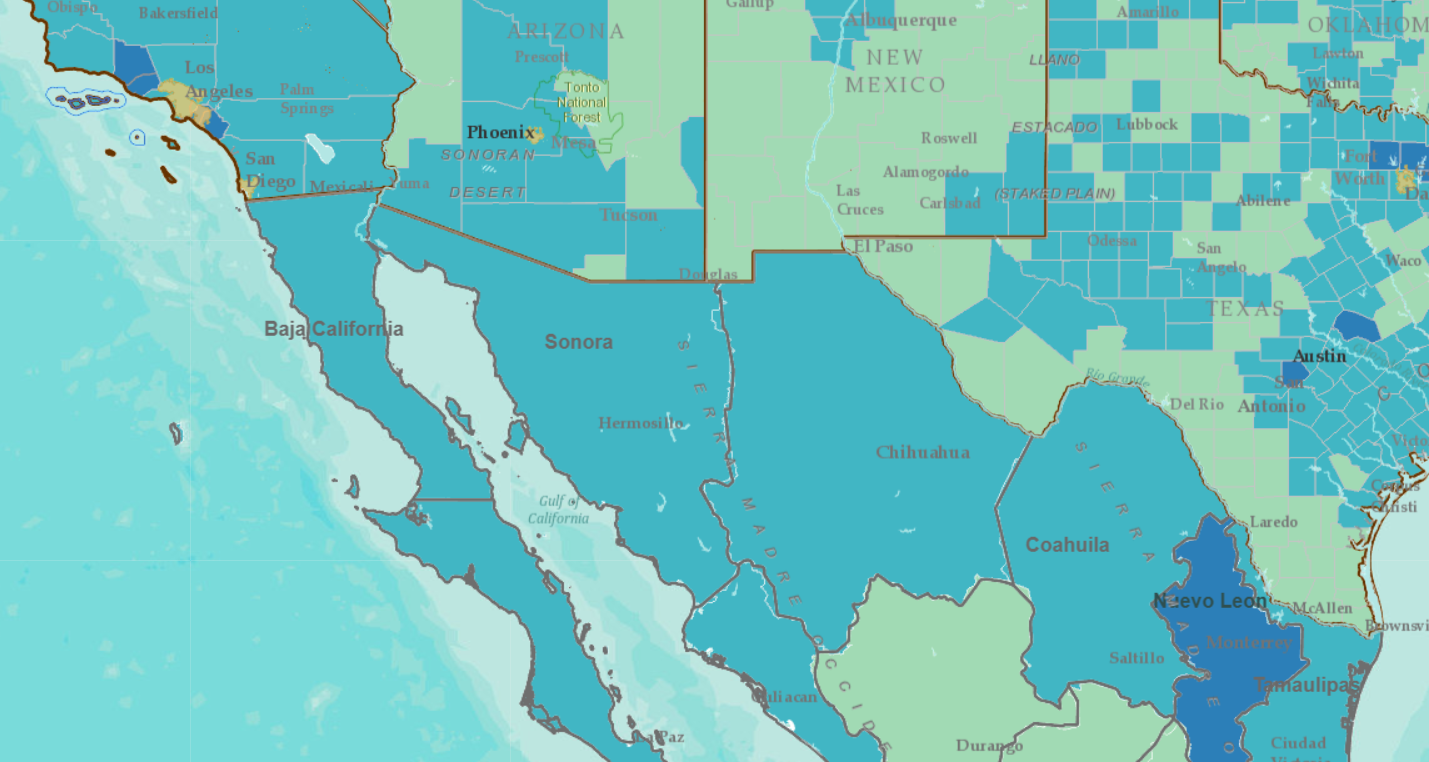 Obispo
Bakersfield
Gallup
Albuquerque
Amarillo
ARIZONA
Prescott
NEW
MEXICO
LLANO
Lawton
Los
Angeles
Palm
Springs
Tonto
National
Forest
Wichita
Falls
Phoenix
Mesa
SONORAN
DESERT
Roswell
ESTACADO
Lubbock
San
Diego
Mexicali
Yuma
Alamogordo
Fort
Worth
Las
Cruces
Carlsbad
(STAKED PLAIN)
Abilene
Tucson
El Paso
Odessa
San
Angelo
Waco
Douglas
TEXAS
Baja California
Sonora
Austin
Rio Grande
San
Antonio
Del Rio
SIERRA
MADRE
Hermosillo
Chihuahua
SIERRA
MADRE
Gulf of
California
Coahuila
Laredo
Nuevo Leon
McAllen
Monterrey
Saltillo
Tamaulipas
Culiacan
La Paz
Durango
Ciudad